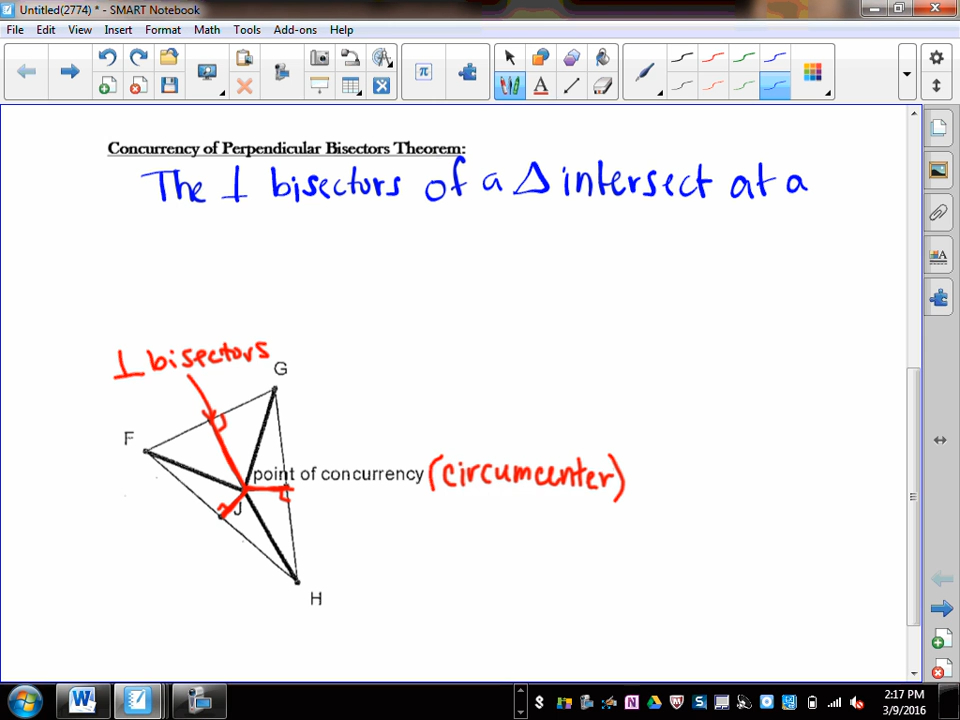 Untitled(2774) * - SMART Notebook
File Edit View Insert Format Math Tools Add-ons Help
Concurrency of Perpendicular Bisectors Theorem:
The ⊥ bisectors of a Δ intersect at a
⊥ bisectors
G
F
point of concurrency (circumcenter)
J
H
2:17 PM
3/9/2016